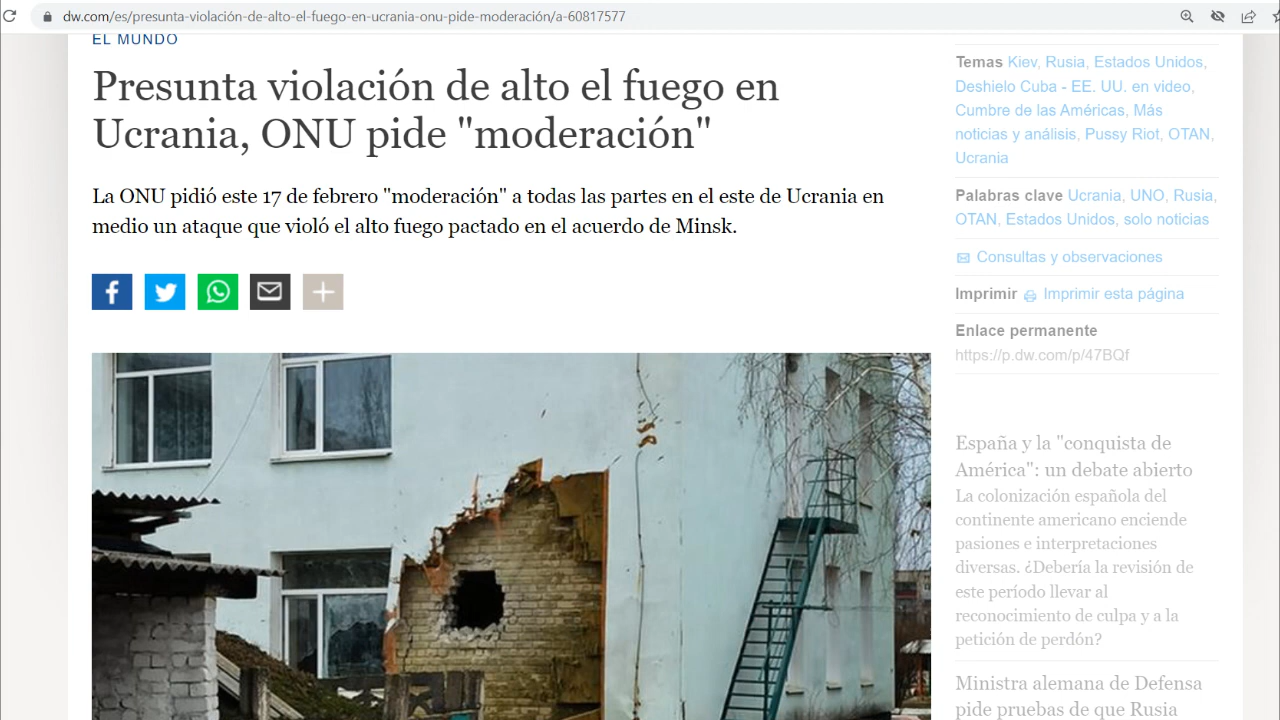 dw.com/es/presunta-violación-de-alto-el-fuego-en-ucrania-onu-pide-moderación/a-60817577
EL MUNDO
Presunta violación de alto el fuego en
Ucrania, ONU pide "moderación"
La ONU pidió este 17 de febrero "moderación" a todas las partes en el este de Ucrania en
medio un ataque que violó el alto fuego pactado en el acuerdo de Minsk.
Temas Kiev, Rusia, Estados Unidos,
Deshielo Cuba - EE. UU. en video,
Cumbre de las Américas, Más
noticias y análisis, Pussy Riot, OTAN,
Ucrania
Palabras clave Ucrania, UNO, Rusia,
OTAN, Estados Unidos, solo noticias
Consultas y observaciones
Imprimir Imprimir esta página
Enlace permanente
https://p.dw.com/p/47BQf
España y la "conquista de
América": un debate abierto
La colonización española del
continente americano enciende
pasiones e interpretaciones
diversas. ¿Debería la revisión de
este período llevar al
reconocimiento de culpa y a la
petición de perdón?
Ministra alemana de Defensa
pide pruebas de que Rusia